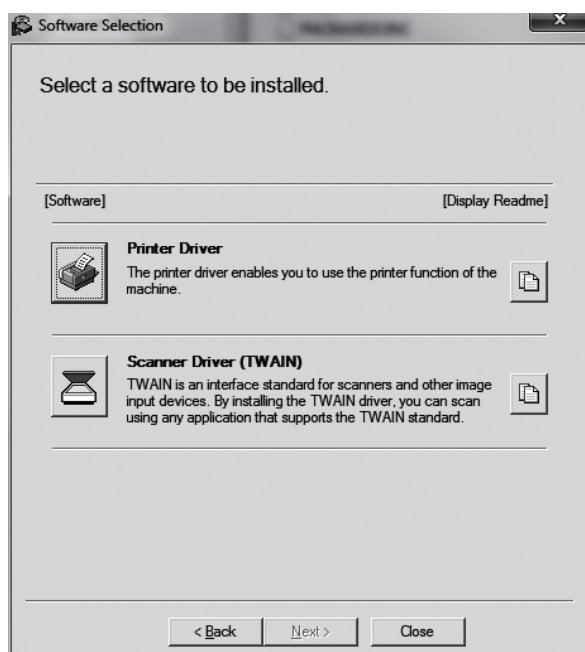 Software Selection
Select a software to be installed.
[Software] [Display Readme]
Printer Driver
The printer driver enables you to use the printer function of the
machine.
Scanner Driver (TWAIN)
TWAIN is an interface standard for scanners and other image
input devices. By installing the TWAIN driver, you can scan
using any application that supports the TWAIN standard.
< Back Next > Close